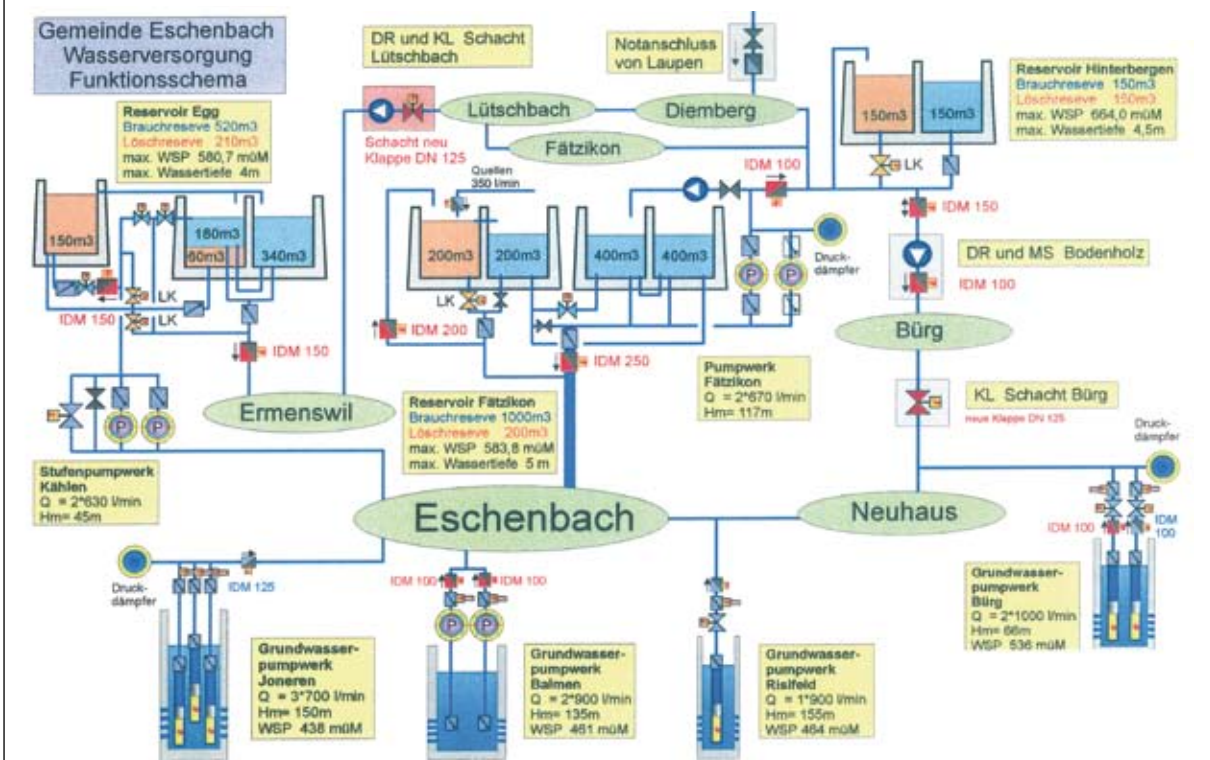 Gemeinde Eschenbach
Wasserversorgung
Funktionsschema
DR und KL Schacht
Lütschbach
Notanschluss
von Laupen
Reservoir Hinterbergen
Brauchreseve 150m3
Löschreseve 150m3
max. WSP 664,0 müM
max. Wassertiefe 4,5m
Reservoir Egg
Brauchreseve 520m3
Löschreseve 210m3
max. WSP 580,7 müM
max. Wassertiefe 4m
Schacht neu
Klappe DN 125
Lütschbach
Diemberg
Fätzikon
150m3
150m3
LK
IDM 100
IDM 150
Quellen
350 l/min
150m3
180m3
60m3
340m3
LK
LK
IDM 150
IDM 150
200m3
200m3
400m3
400m3
LK
IDM 200
IDM 250
Druck-
dämpfer
DR und MS Bodenholz
IDM 100
Bürg
Pumpwerk
Fätzikon
Q = 2*670 l/min
Hm= 117m
KL Schacht Bürg
neue Klappe DN 125
Ermenswil
Reservoir Fätzikon
Brauchreseve 1000m3
Löschreseve 200m3
max. WSP 583,8 müM
max. Wassertiefe 5 m
P
P
P
P
Stufenpumpwerk
Kählen
Q = 2*630 l/min
Hm= 45m
Druck-
dämpfer
Eschenbach
Neuhaus
IDM 100
IDM
100
Druck-
dämpfer
IDM 125
IDM 100
IDM 100
P
P
Grundwasser-
pumpwerk
Joneren
Q = 3*700 l/min
Hm= 150m
WSP 438 müM
Grundwasser-
pumpwerk
Balmen
Q = 2*900 l/min
Hm= 135m
WSP 461 müM
Grundwasser-
pumpwerk
Rislfeld
Q = 1*900 l/min
Hm= 155m
WSP 464 müM
Grundwasser-
pumpwerk
Bürg
Q = 2*1000 l/min
Hm= 66m
WSP 536 müM